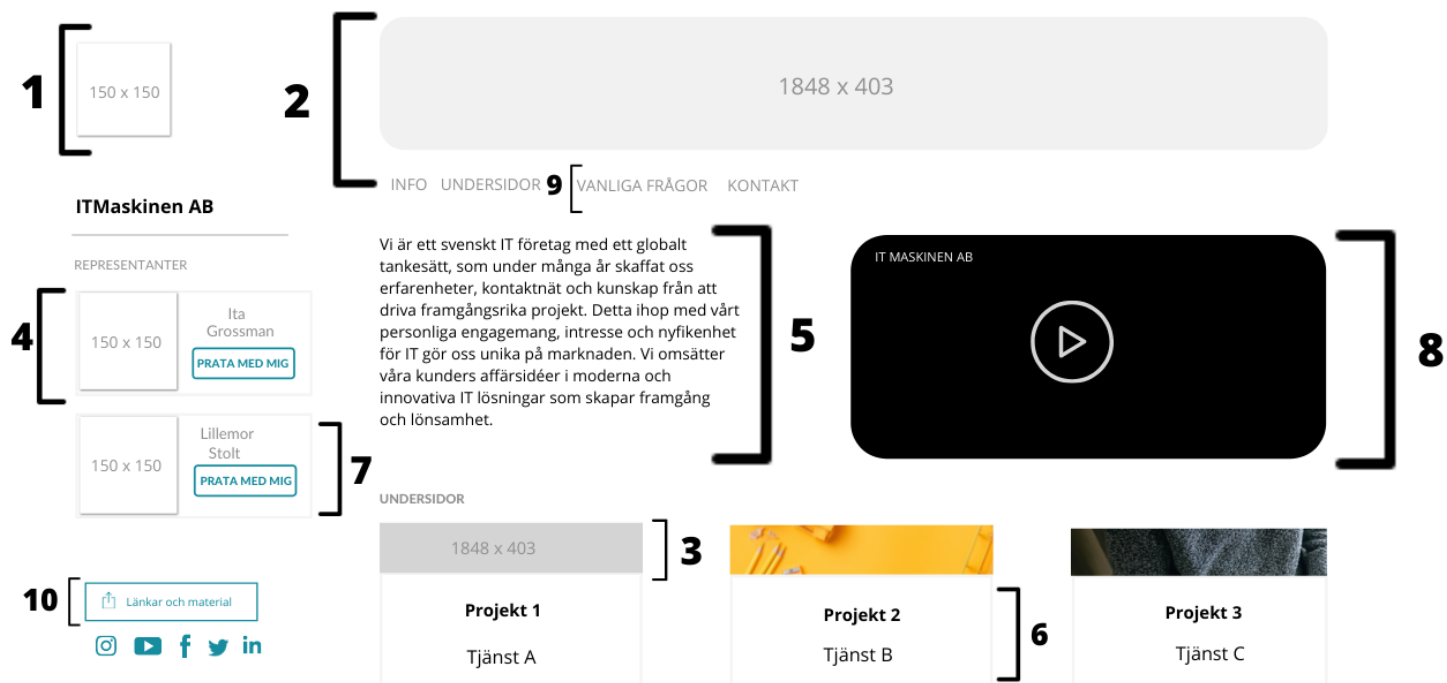 1
150 x 150
2
1848 x 403
INFO UNDERSIDOR 9 VANLIGA FRÅGOR KONTAKT
ITMaskinen AB
REPRESENTANTER
4
150 x 150
Ita
Grossman
PRATA MED MIG
150 x 150
Lillemor
Stolt
PRATA MED MIG
7
10
Länkar och material
Vi är ett svenskt IT företag med ett globalt
tankesätt, som under många år skaffat oss
erfarenheter, kontaktnät och kunskap från att
driva framgångsrika projekt. Detta ihop med vårt
personliga engagemang, intresse och nyfikenhet
för IT gör oss unika på marknaden. Vi omsätter
våra kunders affärsidéer i moderna och
innovativa IT lösningar som skapar framgång
och lönsamhet.
5
IT MASKINEN AB
8
UNDERSIDOR
1848 x 403
3
Projekt 1
Tjänst A
Projekt 2
Tjänst B
6
Projekt 3
Tjänst C